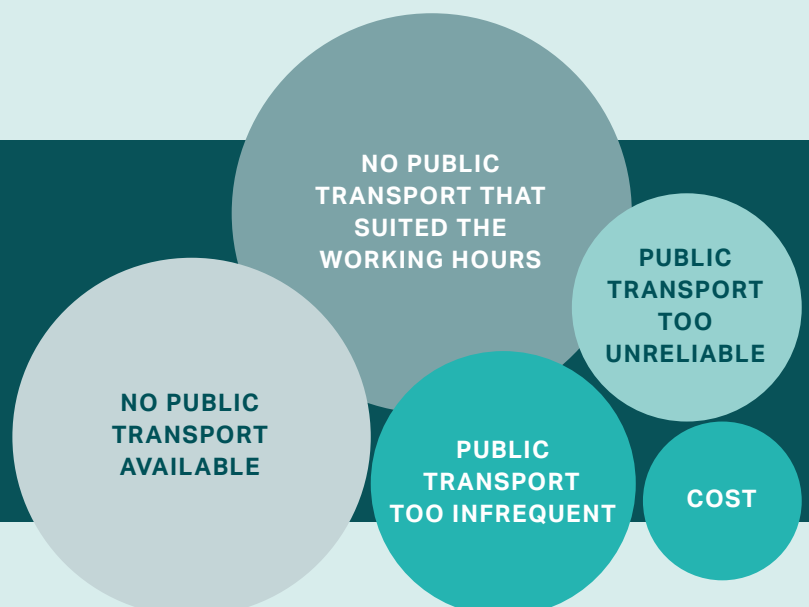 NO PUBLIC
TRANSPORT THAT
SUITED THE
WORKING HOURS
PUBLIC
TRANSPORT
TOO
UNRELIABLE
NO PUBLIC
TRANSPORT
AVAILABLE
PUBLIC
TRANSPORT
TOO INFREQUENT
COST